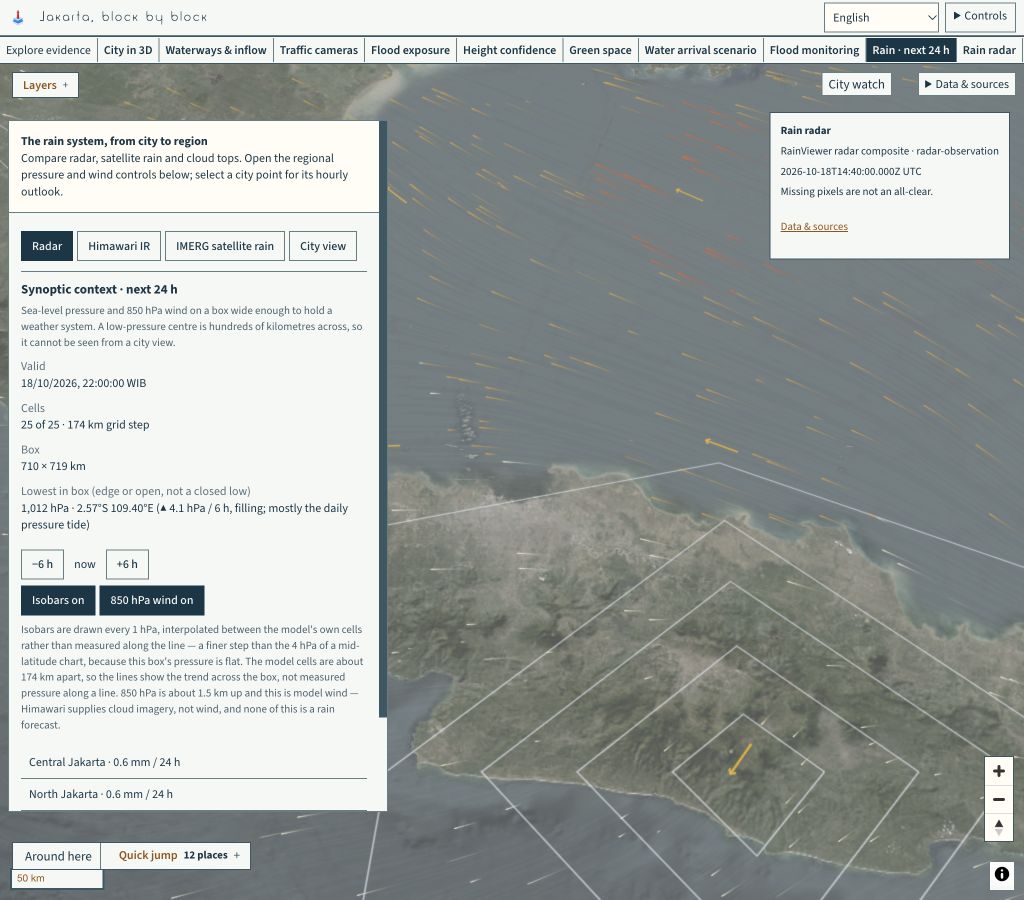 Jakarta, block by block
English
▶ Controls
Explore evidence
City in 3D
Waterways & inflow
Traffic cameras
Flood exposure
Height confidence
Green space
Water arrival scenario
Flood monitoring
Rain · next 24 h
Rain radar
Layers +
City watch
▶ Data & sources
The rain system, from city to region
Compare radar, satellite rain and cloud tops. Open the regional
pressure and wind controls below; select a city point for its hourly
outlook.
Radar
Himawari IR
IMERG satellite rain
City view
Synoptic context · next 24 h
Sea-level pressure and 850 hPa wind on a box wide enough to hold a
weather system. A low-pressure centre is hundreds of kilometres across, so
it cannot be seen from a city view.
Valid
18/10/2026, 22:00:00 WIB
Cells
25 of 25 · 174 km grid step
Box
710 × 719 km
Lowest in box (edge or open, not a closed low)
1,012 hPa · 2.57°S 109.40°E (▲ 4.1 hPa / 6 h, filling; mostly the daily
pressure tide)
−6 h
now
+6 h
Isobars on
850 hPa wind on
Isobars are drawn every 1 hPa, interpolated between the model's own cells
rather than measured along the line — a finer step than the 4 hPa of a mid-
latitude chart, because this box's pressure is flat. The model cells are about
174 km apart, so the lines show the trend across the box, not measured
pressure along a line. 850 hPa is about 1.5 km up and this is model wind —
Himawari supplies cloud imagery, not wind, and none of this is a rain
forecast.
Central Jakarta · 0.6 mm / 24 h
North Jakarta · 0.6 mm / 24 h
Rain radar
RainViewer radar composite · radar-observation
2026-10-18T14:40:00.000Z UTC
Missing pixels are not an all-clear.
Data & sources
Around here
Quick jump 12 places +
50 km